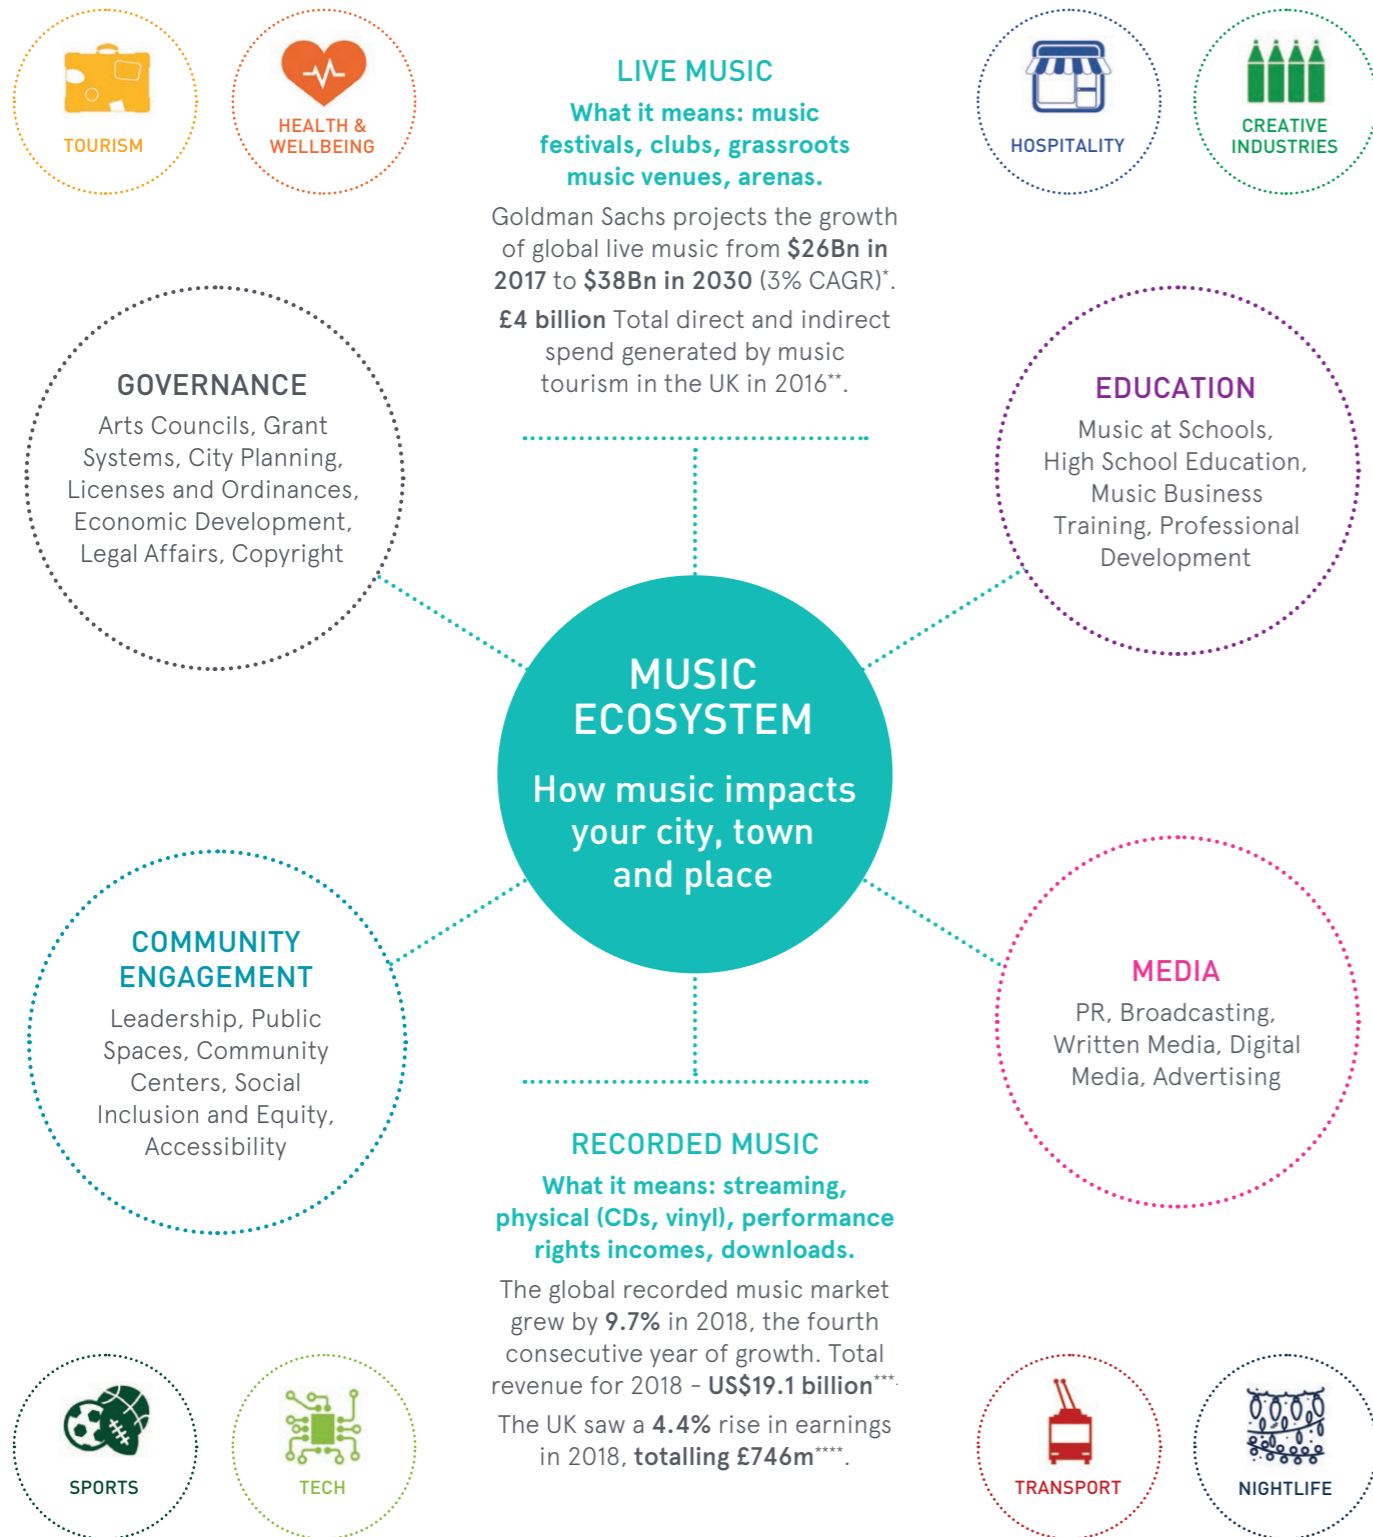 TOURISM
HEALTH &
WELLBEING
LIVE MUSIC
What it means: music
festivals, clubs, grassroots
music venues, arenas.
Goldman Sachs projects the growth
of global live music from $26Bn in
2017 to $38Bn in 2030 (3% CAGR)*.
£4 billion Total direct and indirect
spend generated by music
tourism in the UK in 2016**.
HOSPITALITY
CREATIVE
INDUSTRIES
GOVERNANCE
Arts Councils, Grant
Systems, City Planning,
Licenses and Ordinances,
Economic Development,
Legal Affairs, Copyright
EDUCATION
Music at Schools,
High School Education,
Music Business
Training, Professional
Development
MUSIC
ECOSYSTEM
How music impacts
your city, town
and place
COMMUNITY
ENGAGEMENT
Leadership, Public
Spaces, Community
Centers, Social
Inclusion and Equity,
Accessibility
MEDIA
PR, Broadcasting,
Written Media, Digital
Media, Advertising
RECORDED MUSIC
What it means: streaming,
physical (CDs, vinyl), performance
rights incomes, downloads.
The global recorded music market
grew by 9.7% in 2018, the fourth
consecutive year of growth. Total
revenue for 2018 - US$19.1 billion***.
The UK saw a 4.4% rise in earnings
in 2018, totalling £746m****.
SPORTS
TECH
TRANSPORT
NIGHTLIFE